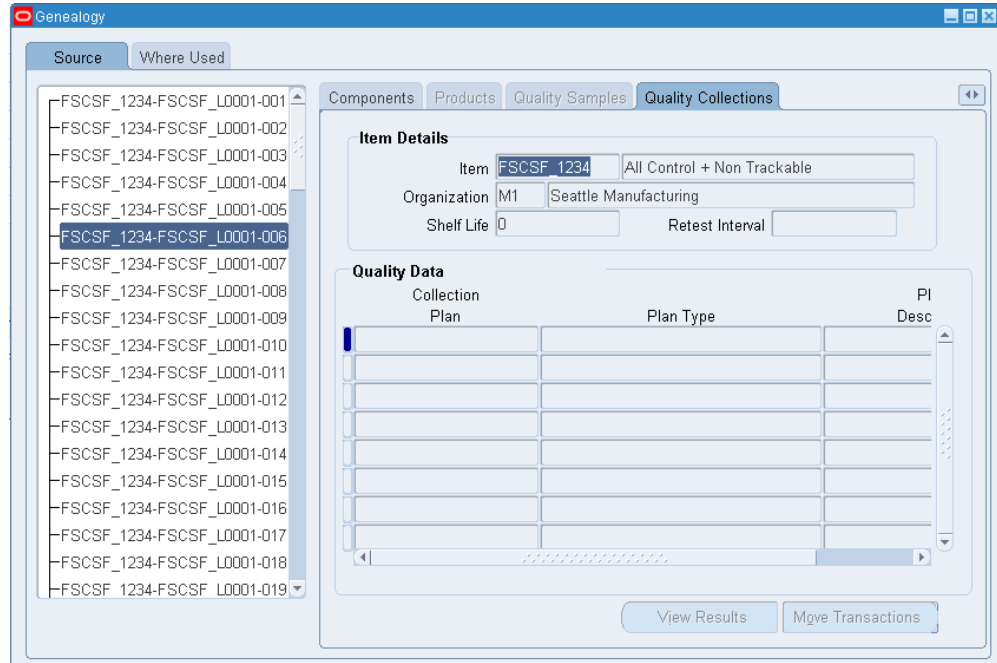 Genealogy
Source Where Used
FSCSF_1234-FSCSF_L0001-001
FSCSF_1234-FSCSF_L0001-002
FSCSF_1234-FSCSF_L0001-003
FSCSF_1234-FSCSF_L0001-004
FSCSF_1234-FSCSF_L0001-005
FSCSF_1234-FSCSF_L0001-006
FSCSF_1234-FSCSF_L0001-007
FSCSF_1234-FSCSF_L0001-008
FSCSF_1234-FSCSF_L0001-009
FSCSF_1234-FSCSF_L0001-010
FSCSF_1234-FSCSF_L0001-011
FSCSF_1234-FSCSF_L0001-012
FSCSF_1234-FSCSF_L0001-013
FSCSF_1234-FSCSF_L0001-014
FSCSF_1234-FSCSF_L0001-015
FSCSF_1234-FSCSF_L0001-016
FSCSF_1234-FSCSF_L0001-017
FSCSF_1234-FSCSF_L0001-018
FSCSF_1234-FSCSF_L0001-019
Components Products Quality Samples Quality Collections
Item Details
Item FSCSF_1234 All Control + Non Trackable
Organization M1 Seattle Manufacturing
Shelf Life 0 Retest Interval
Quality Data
Collection Pl
Plan Plan Type Desc
View Results Move Transactions